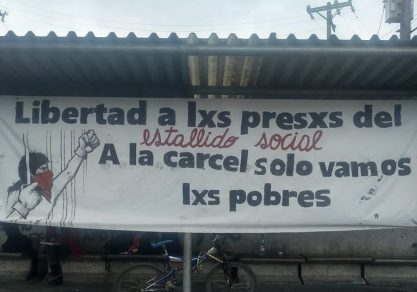 Libertad a lxs presxs del
estallido social
A la carcel solo vamos
lxs pobres